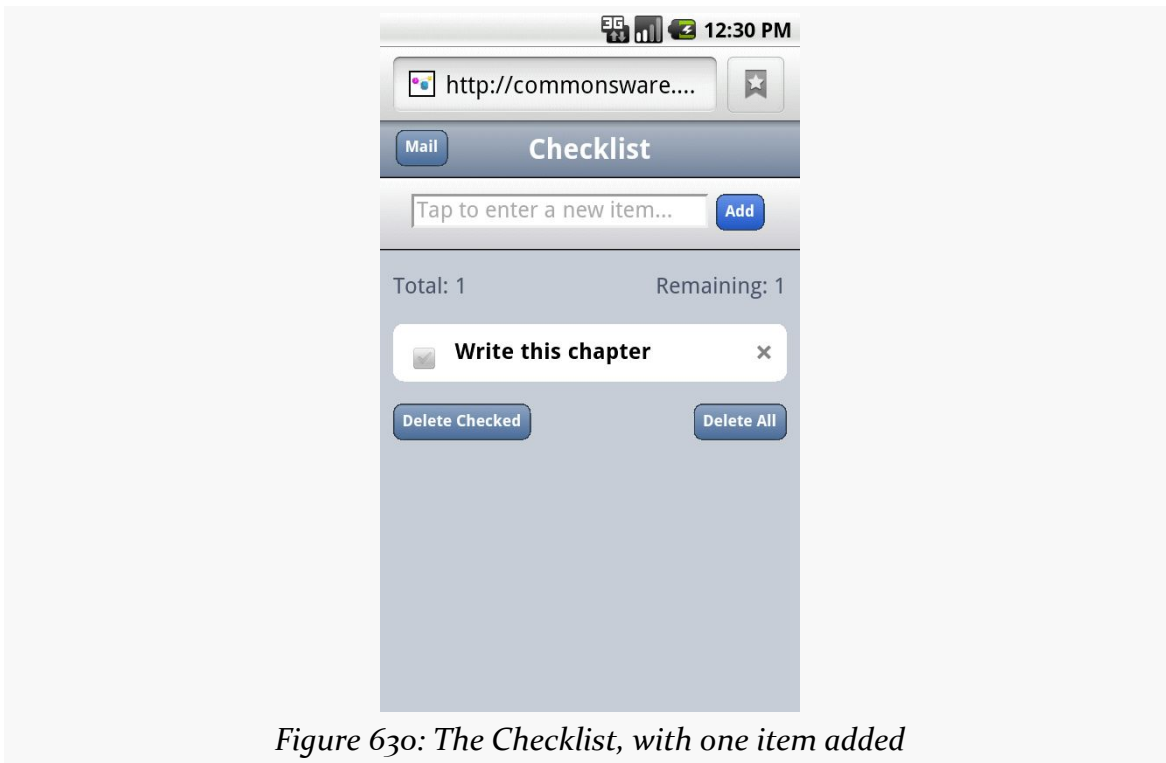 3G 12:30 PM
http://commonsware....
Mail Checklist
Tap to enter a new item... Add
Total: 1 Remaining: 1
Write this chapter ×
Delete Checked Delete All
Figure 630: The Checklist, with one item added